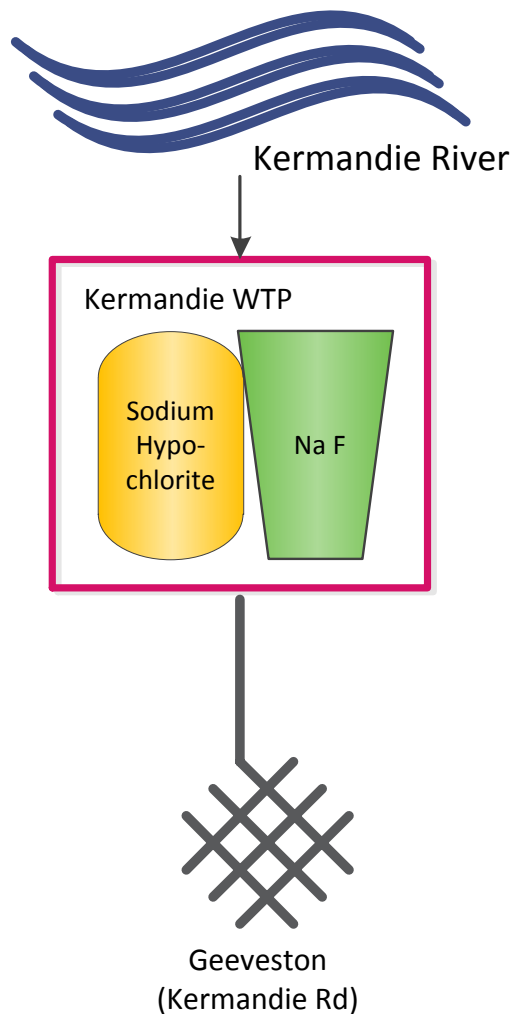 Kermandie River
Kermandie WTP
Sodium
Hypo-
chlorite
Na F
Geeveston
(Kermandie Rd)